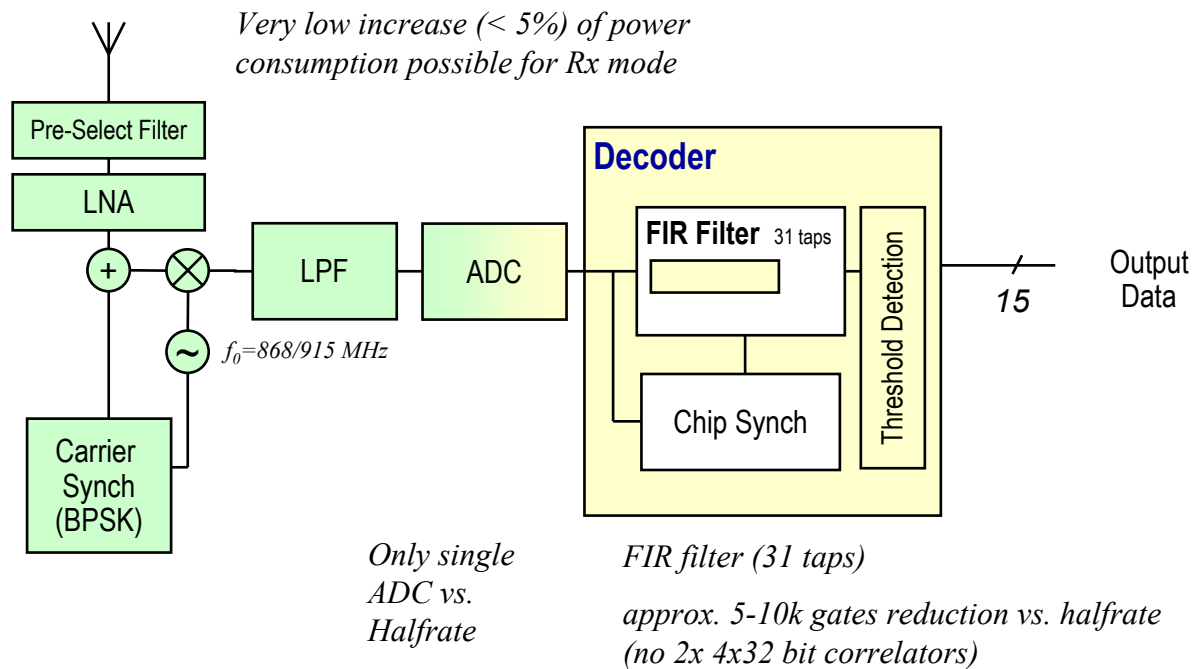 Very low increase (< 5%) of power
consumption possible for Rx mode
Pre-Select Filter
LNA
+
~
f0=868/915 MHz
LPF
ADC
Carrier
Synch
(BPSK)
Decoder
FIR Filter 31 taps
Chip Synch
Threshold Detection
15
Output
Data
Only single
ADC vs.
Halfrate
FIR filter (31 taps)
approx. 5-10k gates reduction vs. halfrate
(no 2x 4x32 bit correlators)